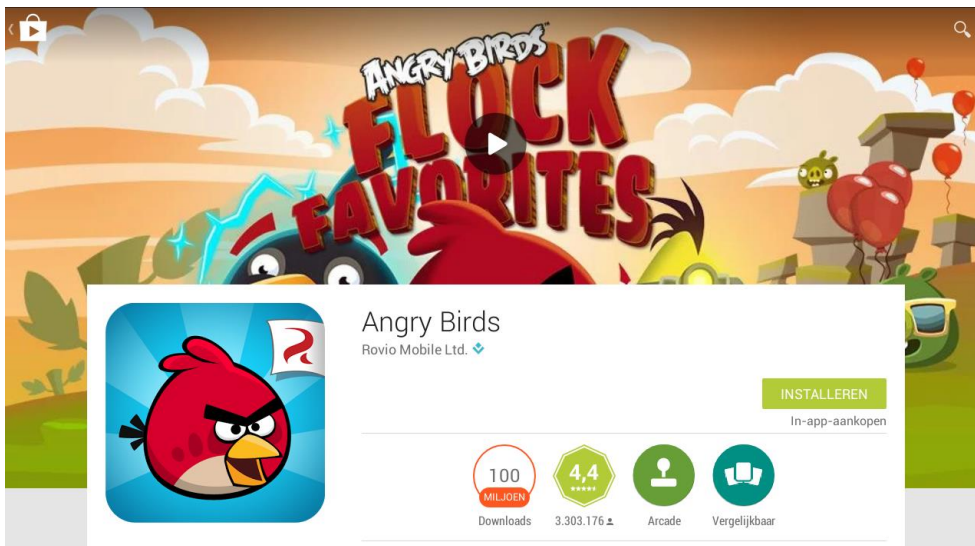 ANGRY BIRDS
FLOCK
FAVORITES
Angry Birds
Rovio Mobile Ltd.
INSTALLEREN
In-app-aankopen
100
MILJOEN
Downloads
4,4
3.303.176
Arcade
Vergelijkbaar